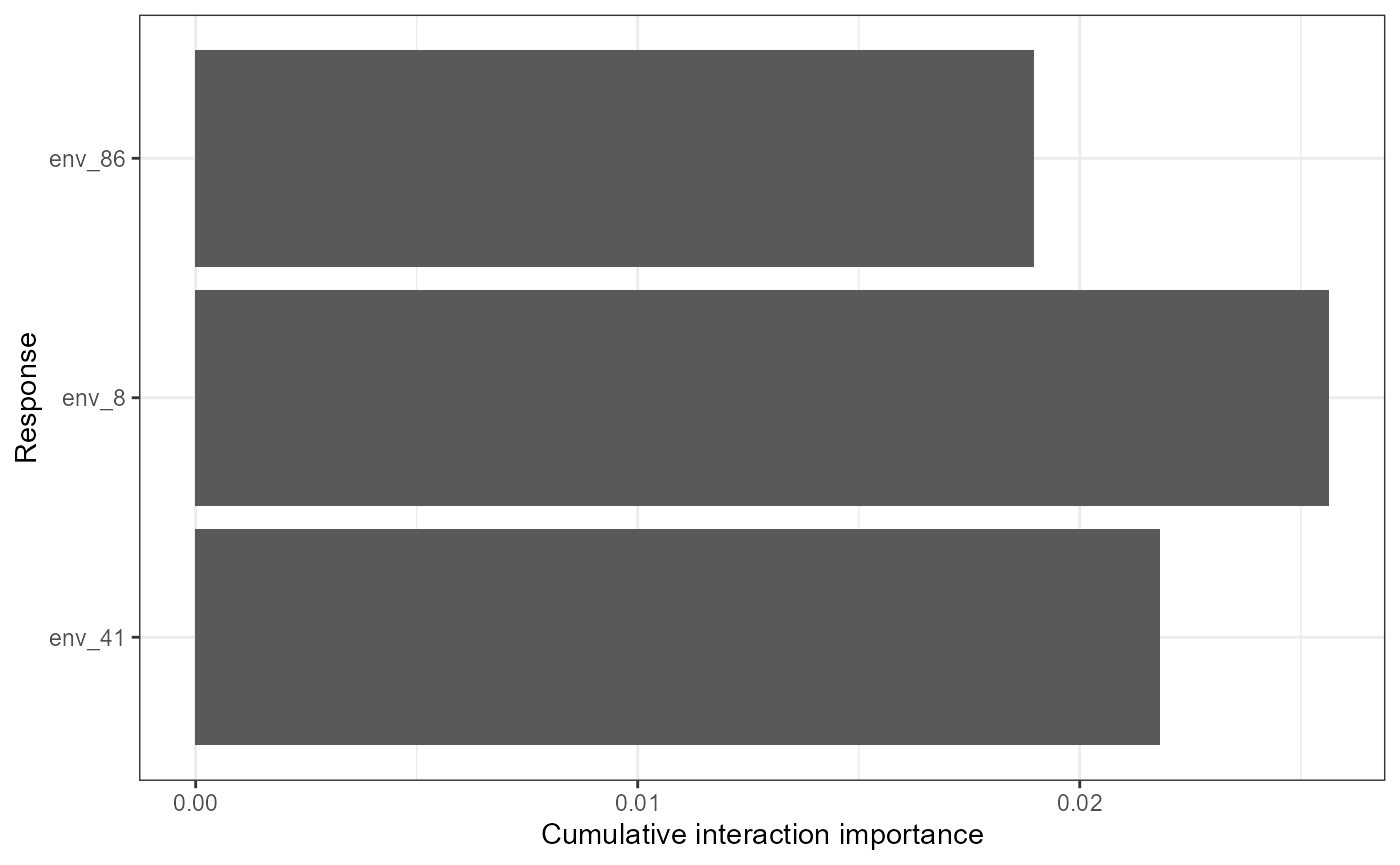 env_86
env_8
env_41
Response
0.00
0.01
0.02
Cumulative interaction importance